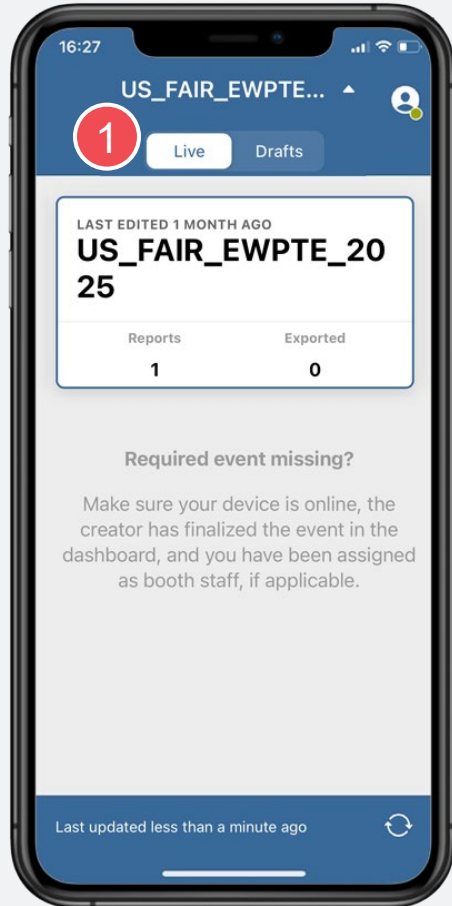 16:27
US_FAIR_EWPTE...
1
Live
Drafts
LAST EDITED 1 MONTH AGO
US_FAIR_EWPTE_20
25
Reports
Exported
1
0
Required event missing?
Make sure your device is online, the
creator has finalized the event in the
dashboard, and you have been assigned
as booth staff, if applicable.
Last updated less than a minute ago